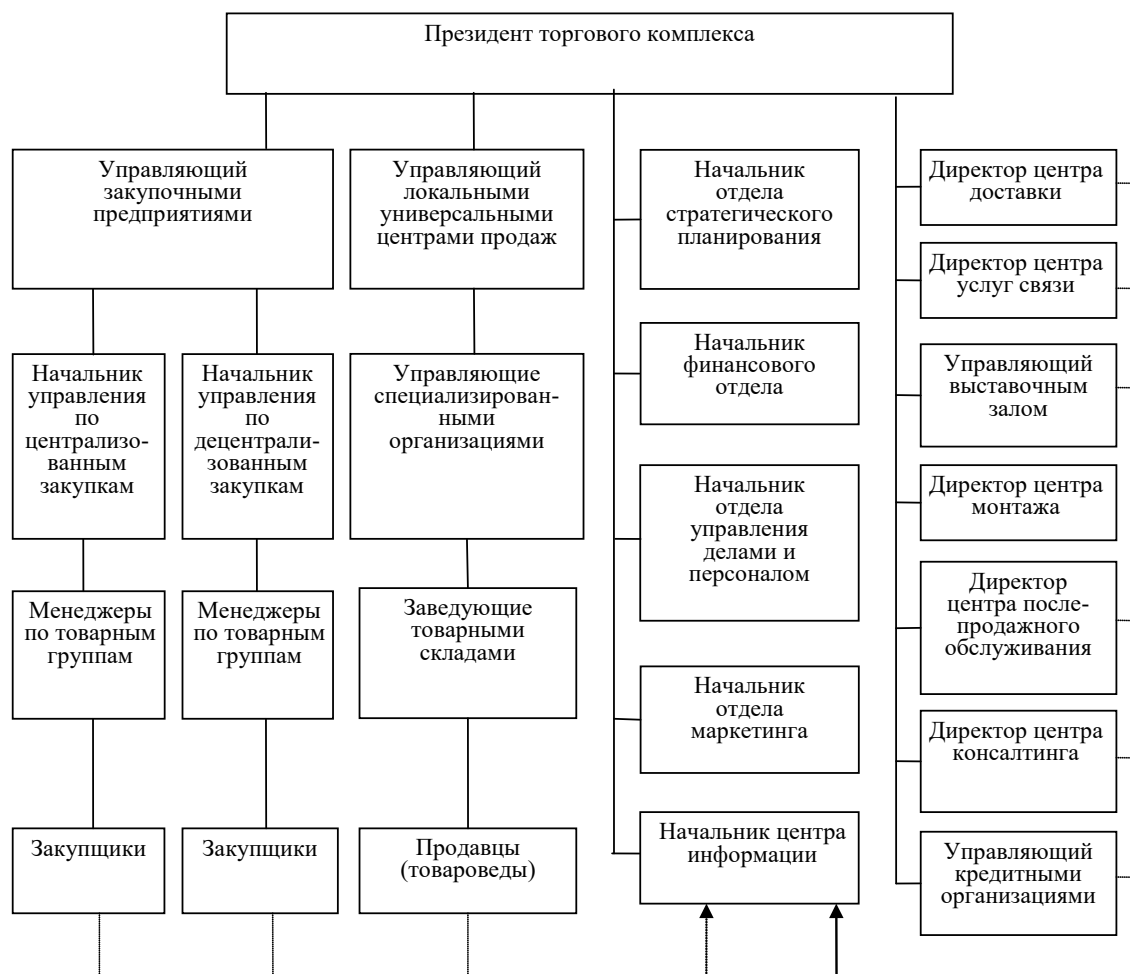 Президент торгового комплекса
Управляющий
закупочными
предприятиями
Управляющий
локальными
универсальными
центрами продаж
Начальник
отдела
стратегического
планирования
Директор центра
доставки
Директор центра
услуг связи
Начальник
управления
по
централизо-
ванным
закупкам
Начальник
управления
по
децентрали-
зованным
закупкам
Управляющие
специализирован-
ными
организациями
Начальник
финансового
отдела
Управляющий
выставочным
залом
Начальник
отдела
управления
делами и
персоналом
Директор центра
монтажа
Менеджеры
по товарным
группам
Менеджеры
по товарным
группам
Заведующие
товарными
складами
Директор
центра после-
продажного
обслуживания
Начальник
отдела
маркетинга
Директор центра
консалтинга
Закупщики
Закупщики
Продавцы
(товароведы)
Начальник центра
информации
Управляющий
кредитными
организациями